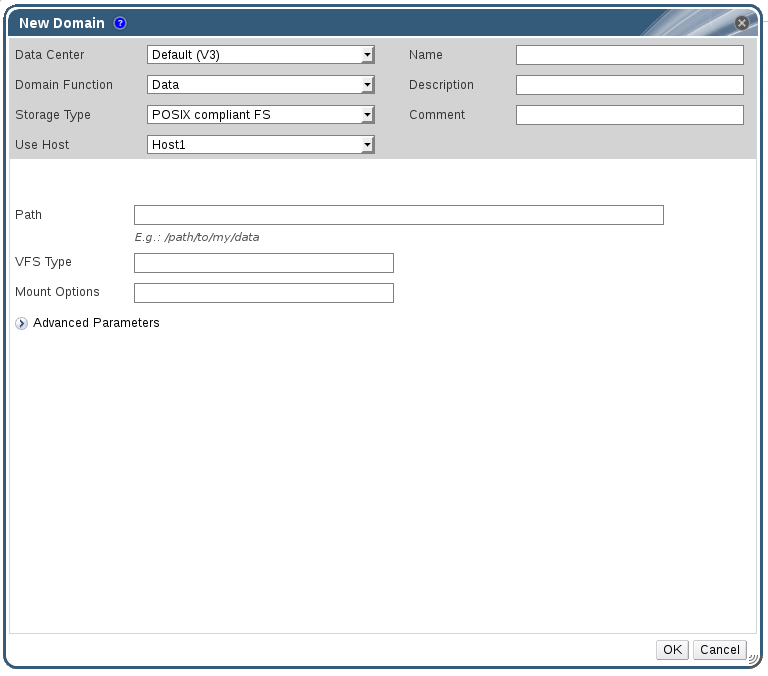 New Domain ?
Data Center Default (V3) Name
Domain Function Data Description
Storage Type POSIX compliant FS Comment
Use Host Host1
Path
E.g.: /path/to/my/data
VFS Type
Mount Options
Advanced Parameters
OK Cancel